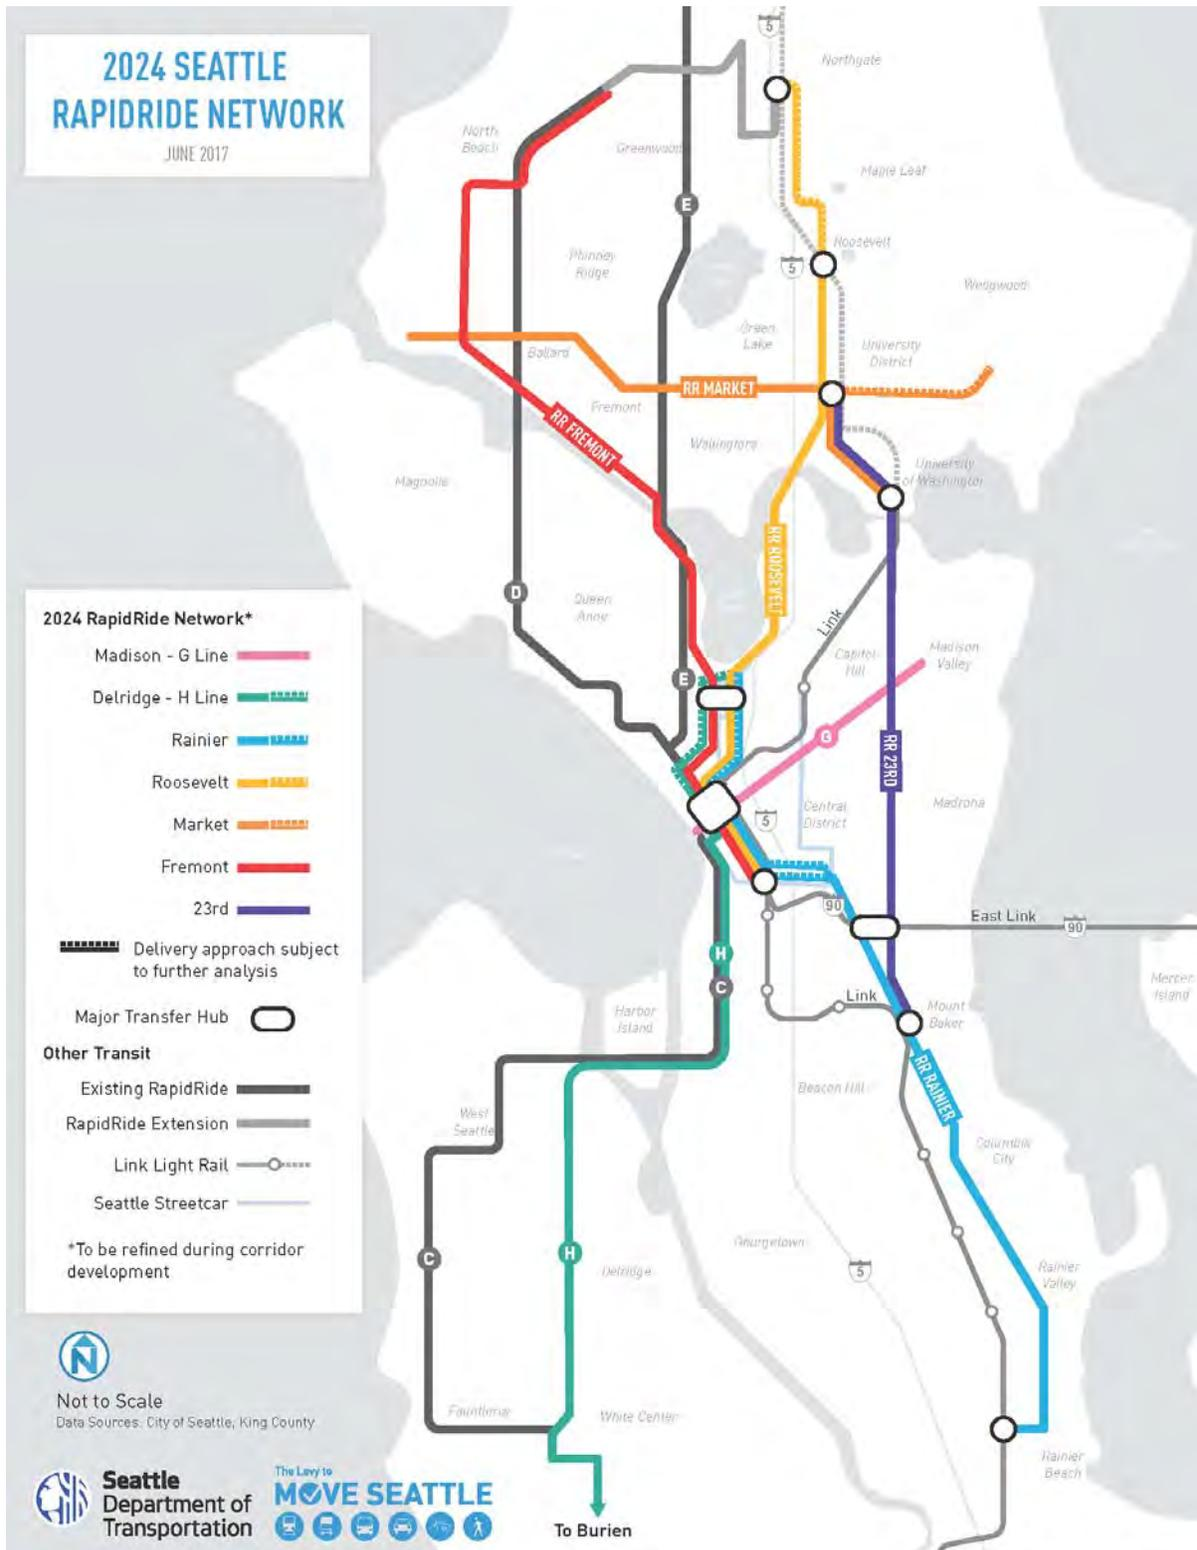 2024 SEATTLE
RAPIDRIDE NETWORK
JUNE 2017
5
Northgate
North
Beach
Greenwood
Maple Leaf
E
Roosevelt
Phinney
Ridge
5
Wedgwood
Green
Lake
University
District
Ballard
RR MARKET
Fremont
RR FREMONT
Wallingford
Magnolia
University
of Washington
RR ROOSEVELT
D
Queen
Anne
Link
Capitol
Hill
Madison
Valley
E
G
RR 23RD
Central
District
Madrona
5
90
East Link
90
H
C
Mercer
Island
Harbor
Island
Link
Mount
Baker
RR RAINIER
Beacon Hill
West
Seattle
Columbia
City
Georgetown
C
H
Delridge
5
Rainier
Valley
Fauntleroy
White Center
Rainier
Beach
To Burien
2024 RapidRide Network*
Madison - G Line
Delridge - H Line
Rainier
Roosevelt
Market
Fremont
23rd
Delivery approach subject
to further analysis
Major Transfer Hub
Other Transit
Existing RapidRide
RapidRide Extension
Link Light Rail
Seattle Streetcar
*To be refined during corridor
development
N
Not to Scale
Data Sources: City of Seattle, King County
Seattle
Department of
Transportation
The Levy to
MOVE SEATTLE